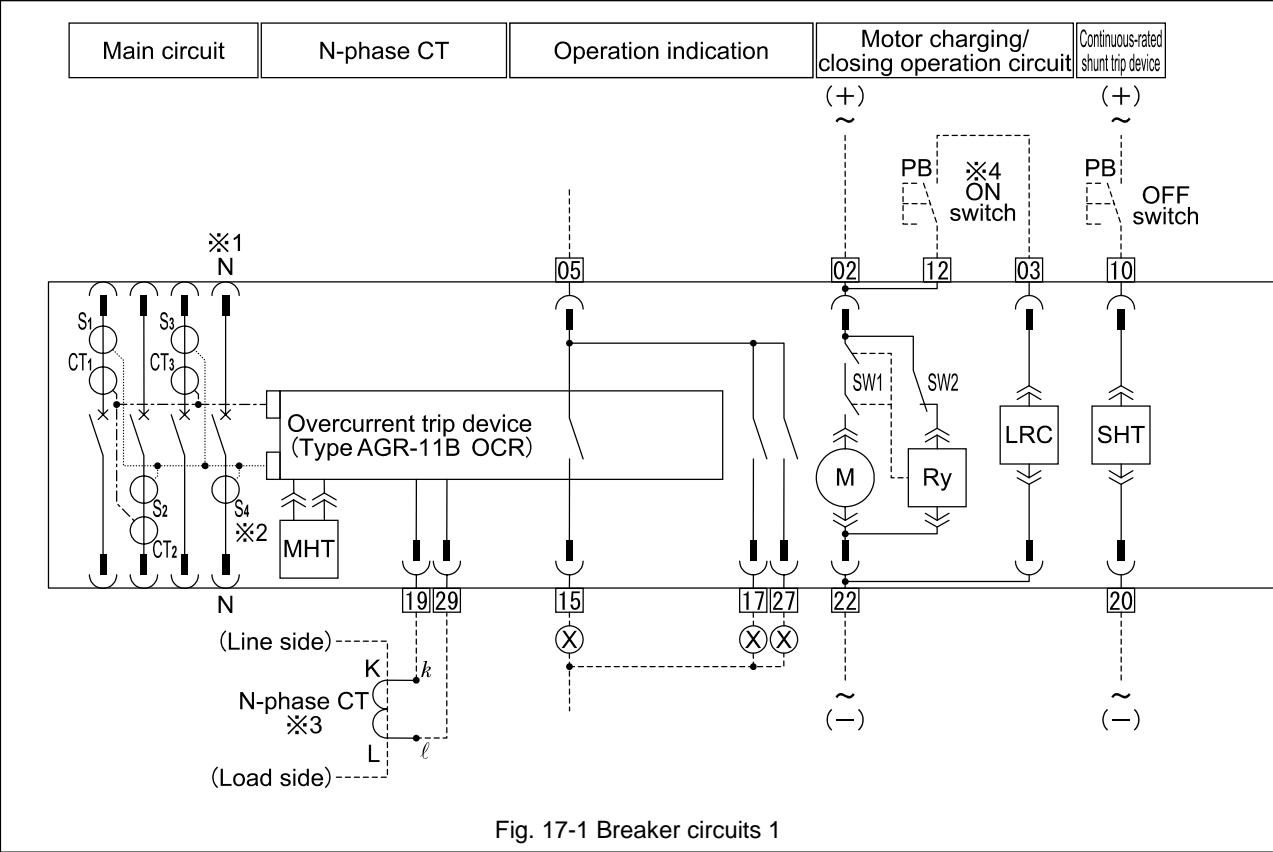 Main circuit
N-phase CT
Operation indication
Motor charging/
closing operation circuit
Continuous-rated
shunt trip device
(+)
~
(+)
~
PB
※4
ON
switch
PB
OFF
switch
※1
N
05
02
12
03
10
S1
S3
CT1
CT3
SW1
SW2
Overcurrent trip device
(Type AGR-11B OCR)
LRC
SHT
M
Ry
S2
S4
※2
CT2
MHT
N
19
29
15
17
27
22
20
(Line side)
X
X
X
K
k
N-phase CT
※3
L
ℓ
(Load side)
~
(−)
~
(−)
Fig. 17-1 Breaker circuits 1